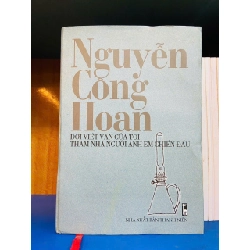 Nguyễn
Công
Hoan
ĐỜI VIẾT VĂN CỦA TÔI
THĂM NHÀ NGƯỜI ANH EM CHIẾN ĐẤU